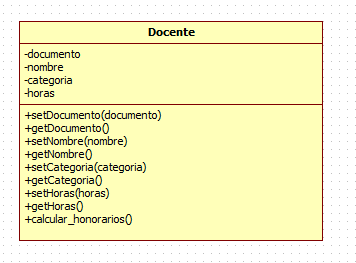 Docente
-documento
-nombre
-categoria
-horas
+setDocumento(documento)
+getDocumento()
+setNombre(nombre)
+getNombre()
+setCategoria(categoria)
+getCategoria()
+setHoras(horas)
+getHoras()
+calcular_honorarios()